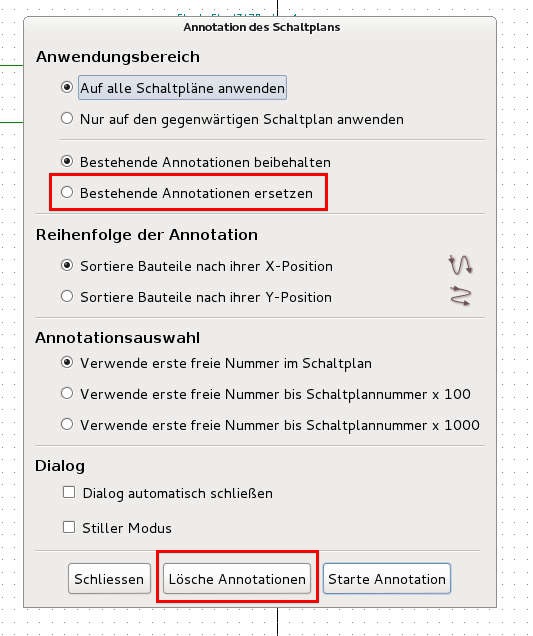 Annotation des Schaltplans
Anwendungsbereich
Auf alle Schaltpläne anwenden
Nur auf den gegenwärtigen Schaltplan anwenden
Bestehende Annotationen beibehalten
Bestehende Annotationen ersetzen
Reihenfolge der Annotation
Sortiere Bauteile nach ihrer X-Position
Sortiere Bauteile nach ihrer Y-Position
Annotationsauswahl
Verwende erste freie Nummer im Schaltplan
Verwende erste freie Nummer bis Schaltplannummer x 100
Verwende erste freie Nummer bis Schaltplannummer x 1000
Dialog
Dialog automatisch schließen
Stiller Modus
Schliessen Lösche Annotationen Starte Annotation